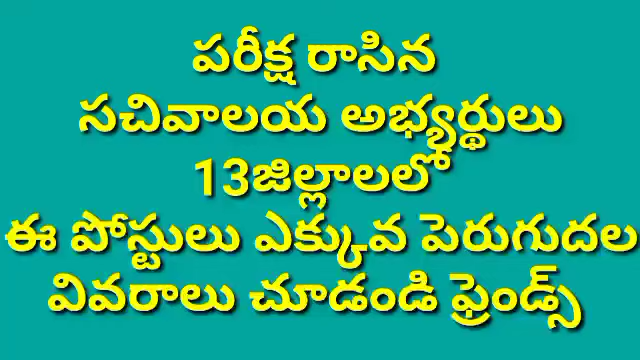 పరీక్ష రాసిన
సచివాలయ అభ్యర్థులు
13జిల్లాలలో
ఈ పోస్టులు ఎక్కువ పెరుగుదల
వివరాలు చూడండి ఫ్రెండ్స్